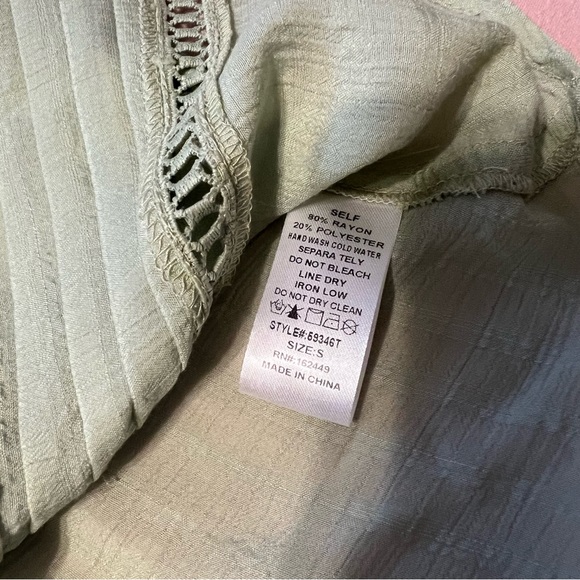 SELF
80% RAYON
20% POLYESTER
HAND WASH COLD WATER
SEPARA TELY
DO NOT BLEACH
LINE DRY
IRON LOW
DO NOT DRY CLEAN
STYLE#:59346T
SIZE:S
RN#:162449
MADE IN CHINA